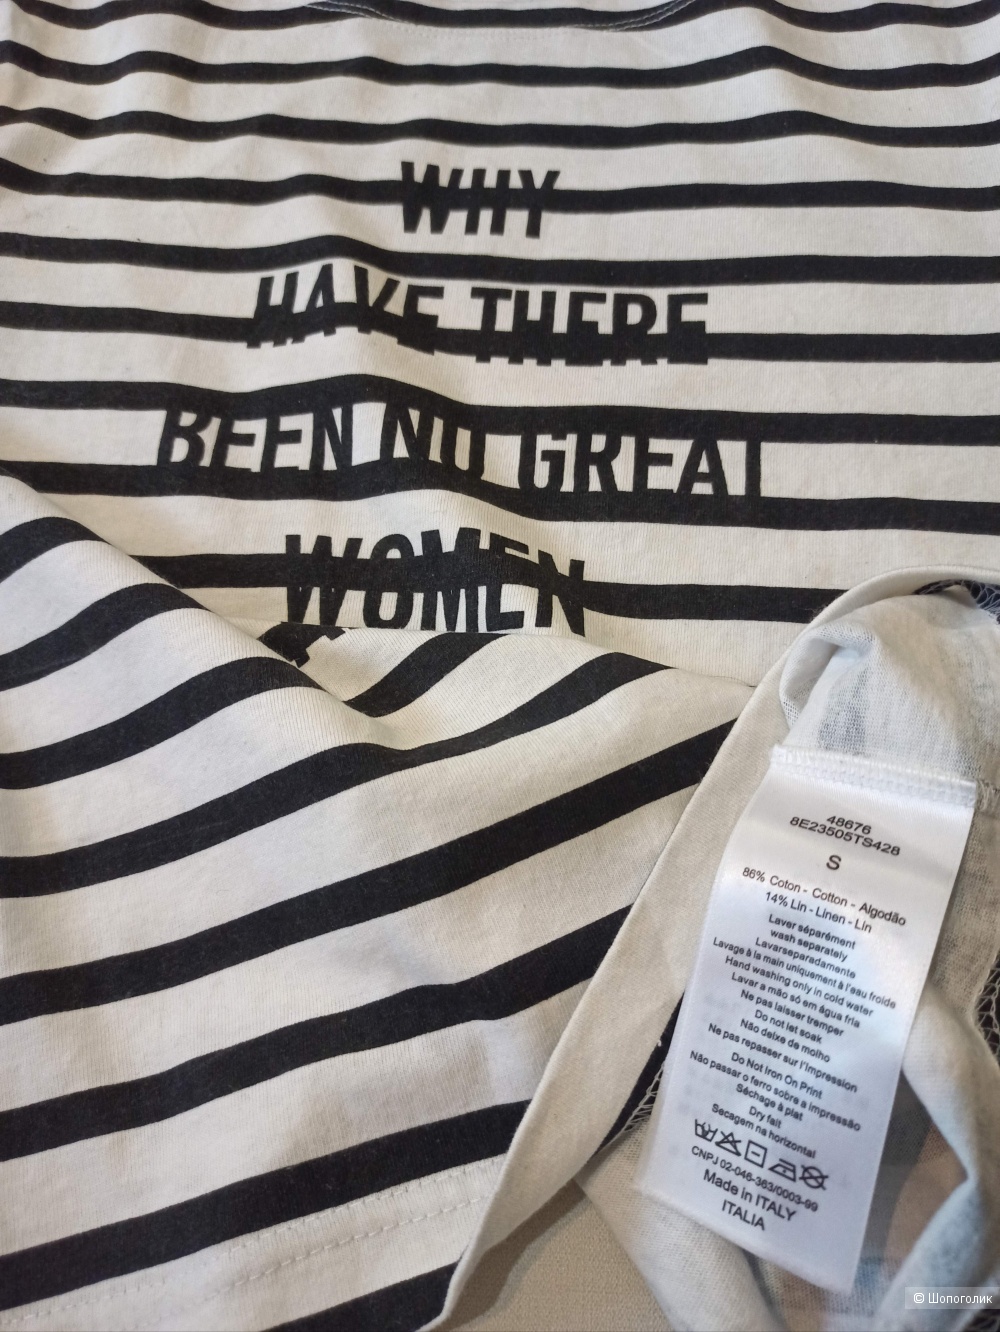 WHY
HAVE THERE
BEEN NO GREAT
WOMEN
48676
8E23505TS428
S
86% Coton - Cotton - Algodão
14% Lin - Linen - Lin
Laver séparément
wash separately
Lavarseparadamente
Lavage à la main uniquement à l'eau froide
Hand washing only in cold water
Lavar a mão só em água fria
Ne pas laisser tremper
Do not let soak
Não deixe de molho
Ne pas repasser sur l'impression
Do Not Iron On Print
Não passar o ferro sobre a impressão
Séchage à plat
Dry falt
Secagem na horizontal
CNPJ 02-046-363/0003-99
Made in ITALY
ITALIA
© Шопоголик